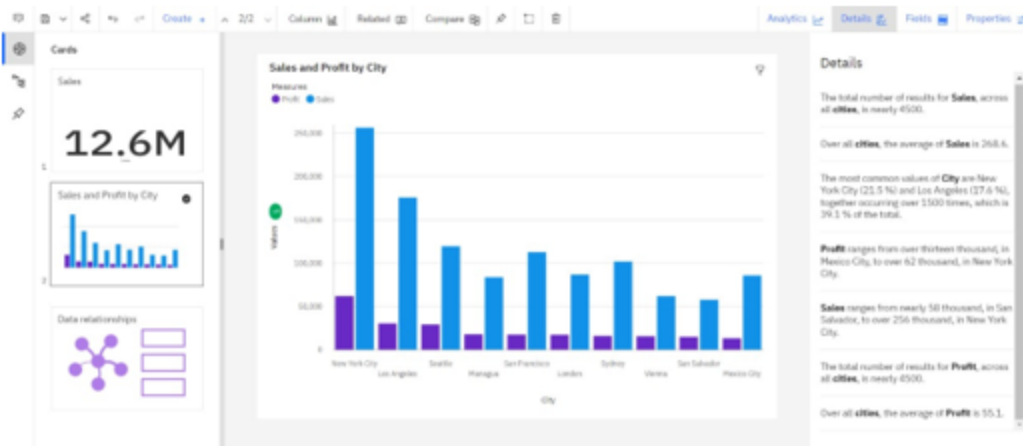 Create
2/2
Column
Related
Compare
Analytics
Details
Fields
Properties
Cards
Sales
12.6M
1
Sales and Profit by City
2
Data relationships
Sales and Profit by City
Measures
Profit
Sales
Values
250,000
200,000
150,000
100,000
50,000
0
New York City
Los Angeles
Seattle
Managua
San Francisco
London
Sydney
Vienna
San Salvador
Mexico City
City
Details
The total number of results for Sales, across
all cities, is nearly 4500.
Over all cities, the average of Sales is 268.6.
The most common values of City are New
York City (21.5 %) and Los Angeles (17.6 %),
together occurring over 1500 times, which is
39.1 % of the total.
Profit ranges from over thirteen thousand, in
Mexico City, to over 62 thousand, in New York
City.
Sales ranges from nearly 58 thousand, in San
Salvador, to over 256 thousand, in New York
City.
The total number of results for Profit, across
all cities, is nearly 4500.
Over all cities, the average of Profit is 55.1.